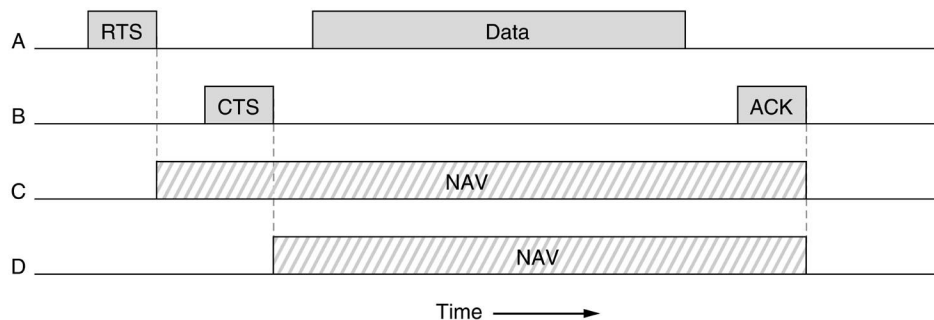 A RTS Data
B CTS ACK
C NAV
D NAV
Time